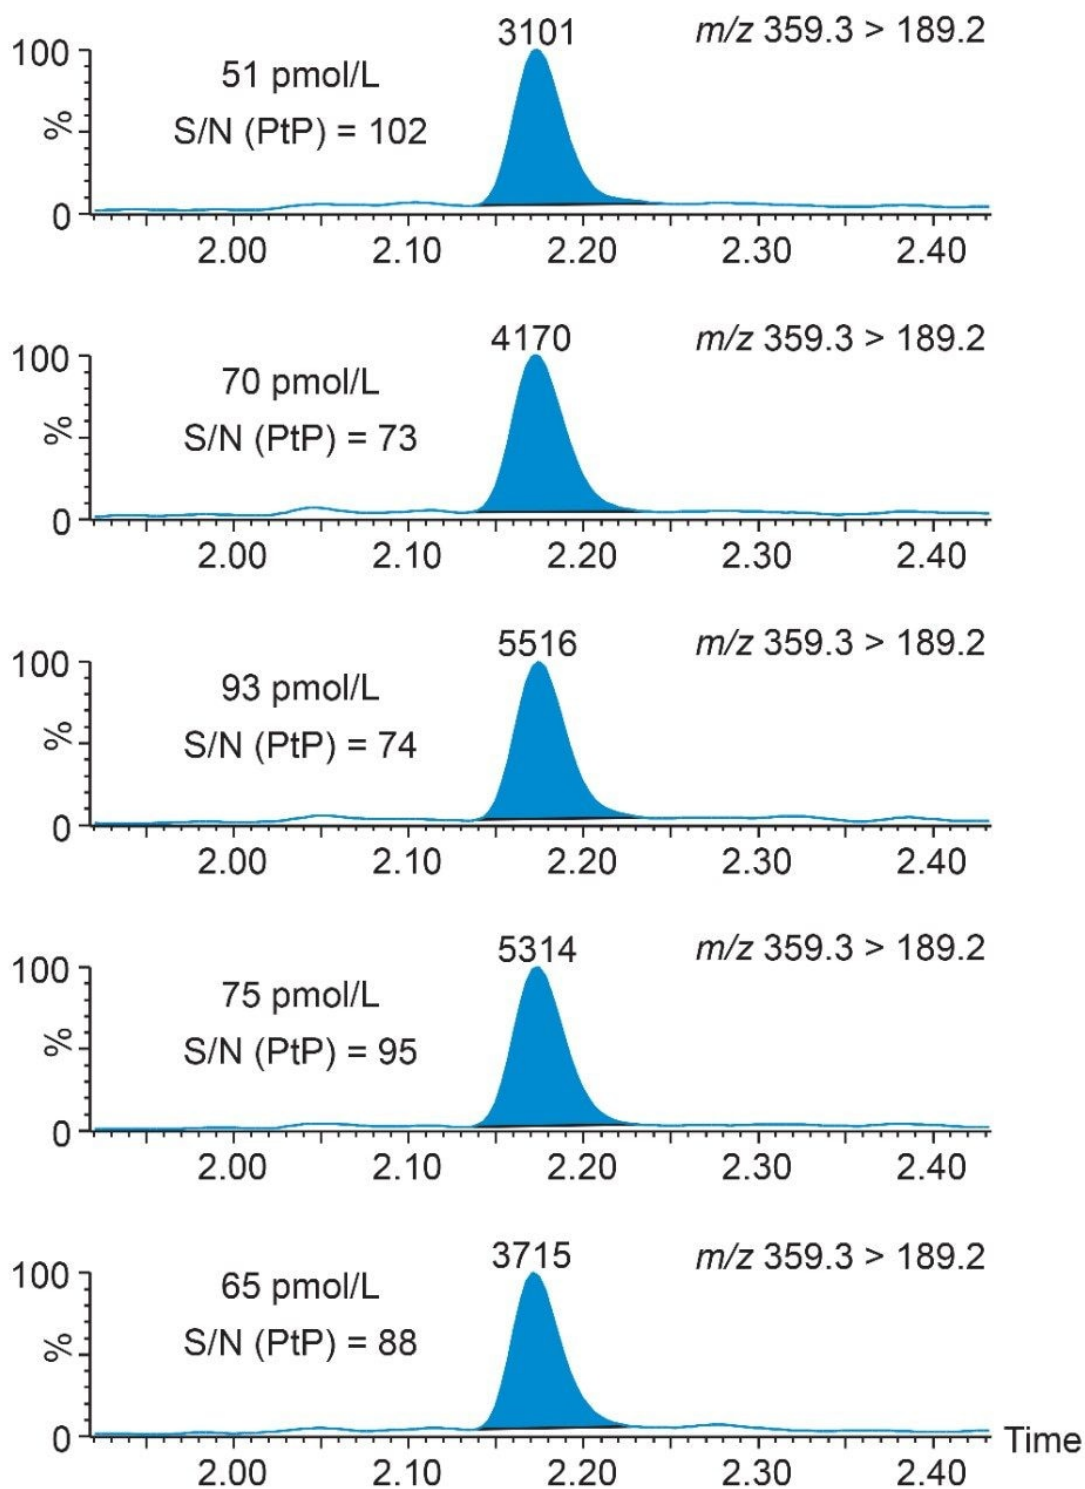 3101
m/z 359.3 > 189.2
100
51 pmol/L
S/N (PtP) = 102
%
0
2.00 2.10 2.20 2.30 2.40
4170
m/z 359.3 > 189.2
100
70 pmol/L
S/N (PtP) = 73
%
0
2.00 2.10 2.20 2.30 2.40
5516
m/z 359.3 > 189.2
100
93 pmol/L
S/N (PtP) = 74
%
0
2.00 2.10 2.20 2.30 2.40
5314
m/z 359.3 > 189.2
100
75 pmol/L
S/N (PtP) = 95
%
0
2.00 2.10 2.20 2.30 2.40
3715
m/z 359.3 > 189.2
100
65 pmol/L
S/N (PtP) = 88
%
0
Time
2.00 2.10 2.20 2.30 2.40